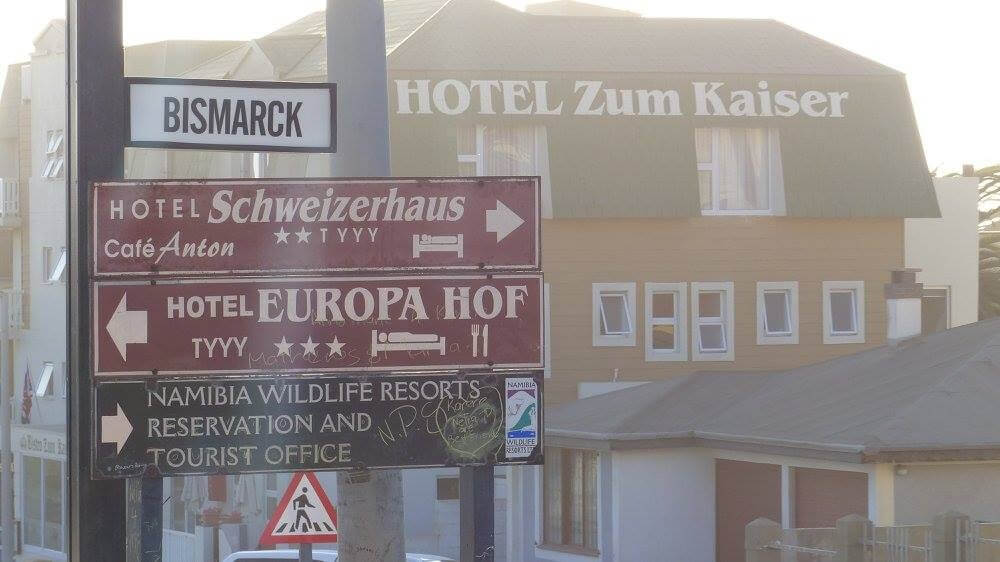 HOTEL Zum Kaiser
BISMARCK
HOTEL Schweizerhaus
★★TYYY
Café Anton
HOTEL EUROPA HOF
TYYY ★★★
NAMIBIA WILDLIFE RESORTS
RESERVATION AND
TOURIST OFFICE
N.P.
NAMIBIA
WILDLIFE
RESORTS LTD